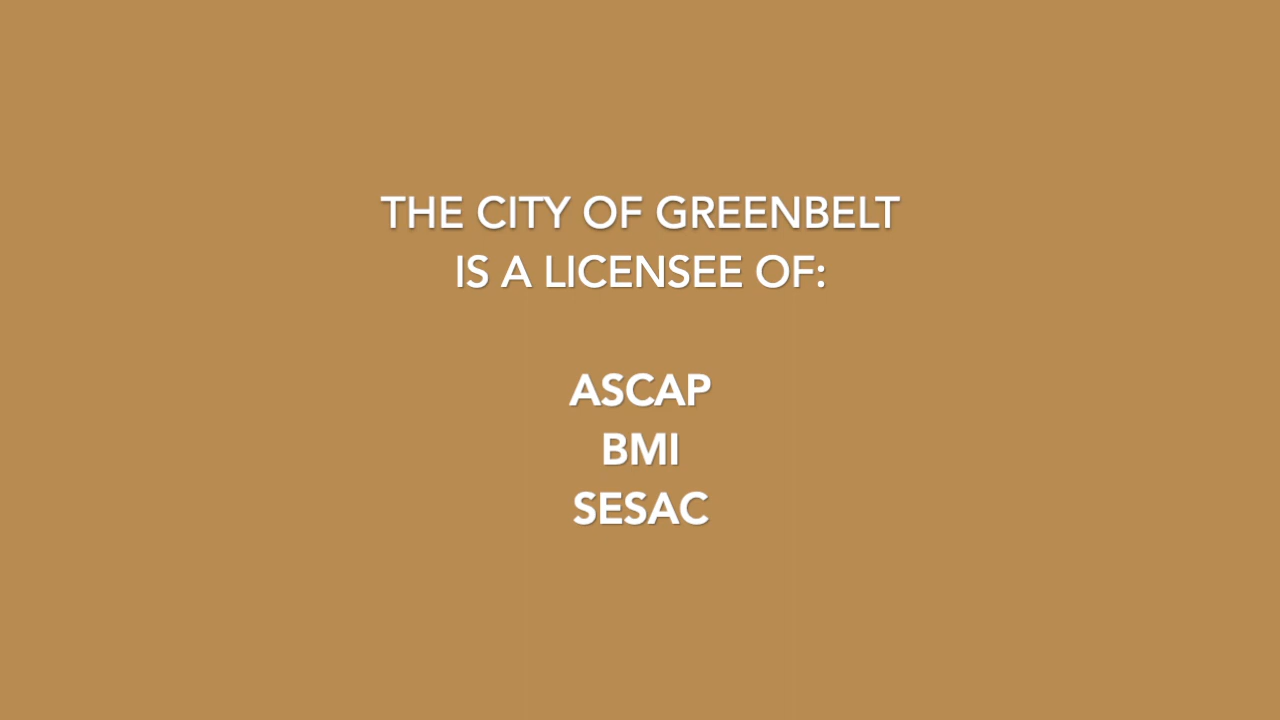 THE CITY OF GREENBELT
IS A LICENSEE OF:
ASCAP
BMI
SESAC